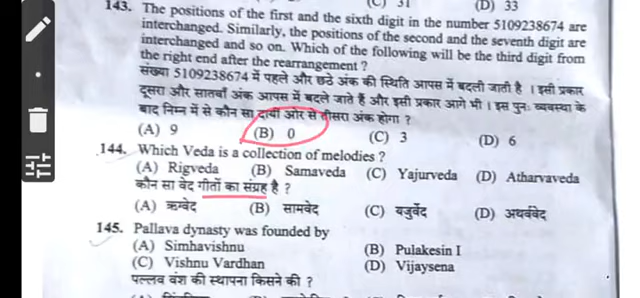 (C) 31 (D) 33
143. The positions of the first and the sixth digit in the number 5109238674 are
interchanged. Similarly, the positions of the second and the seventh digit are
interchanged and so on. Which of the following will be the third digit from
the right end after the rearrangement ?
संख्या 5109238674 में पहले और छठे अंक की स्थिति आपस में बदली जाती है । इसी प्रकार
दूसरा और सातवाँ अंक आपस में बदले जाते हैं और इसी प्रकार आगे भी । इस पुनः व्यवस्था के
बाद निम्न में से कौन सा दायीं ओर से तीसरा अंक होगा ?
(A) 9 (B) 0 (C) 3 (D) 6
144. Which Veda is a collection of melodies ?
(A) Rigveda (B) Samaveda (C) Yajurveda (D) Atharvaveda
कौन सा वेद गीतों का संग्रह है ?
(A) ऋग्वेद (B) सामवेद (C) यजुर्वेद (D) अथर्ववेद
145. Pallava dynasty was founded by
(A) Simhavishnu (B) Pulakesin I
(C) Vishnu Vardhan (D) Vijaysena
पल्लव वंश की स्थापना किसने की ?